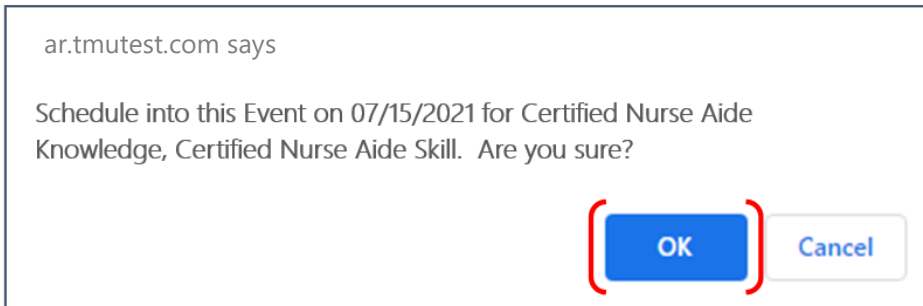 ar.tmutest.com says
Schedule into this Event on 07/15/2021 for Certified Nurse Aide
Knowledge, Certified Nurse Aide Skill.  Are you sure?
OK
Cancel